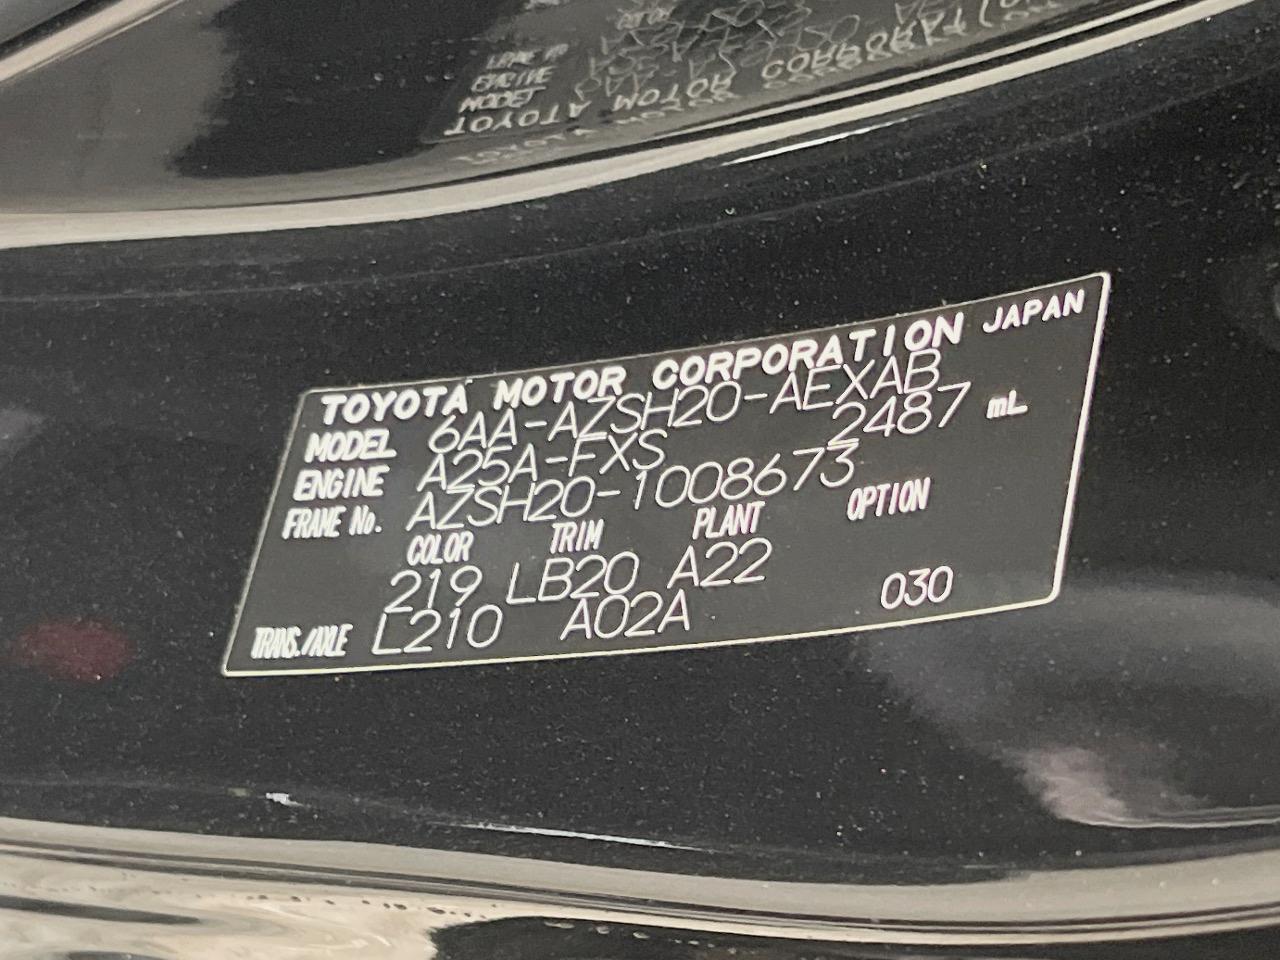 TOYOTA MOTOR CORPORATION JAPAN
MODEL 6AA-AZSH20-AEXAB
ENGINE A25A-FXS 2487 mL
FRAME No. AZSH20-1008673
COLOR TRIM PLANT OPTION
219 LB20 A22
TRANS./AXLE L210 A02A 030